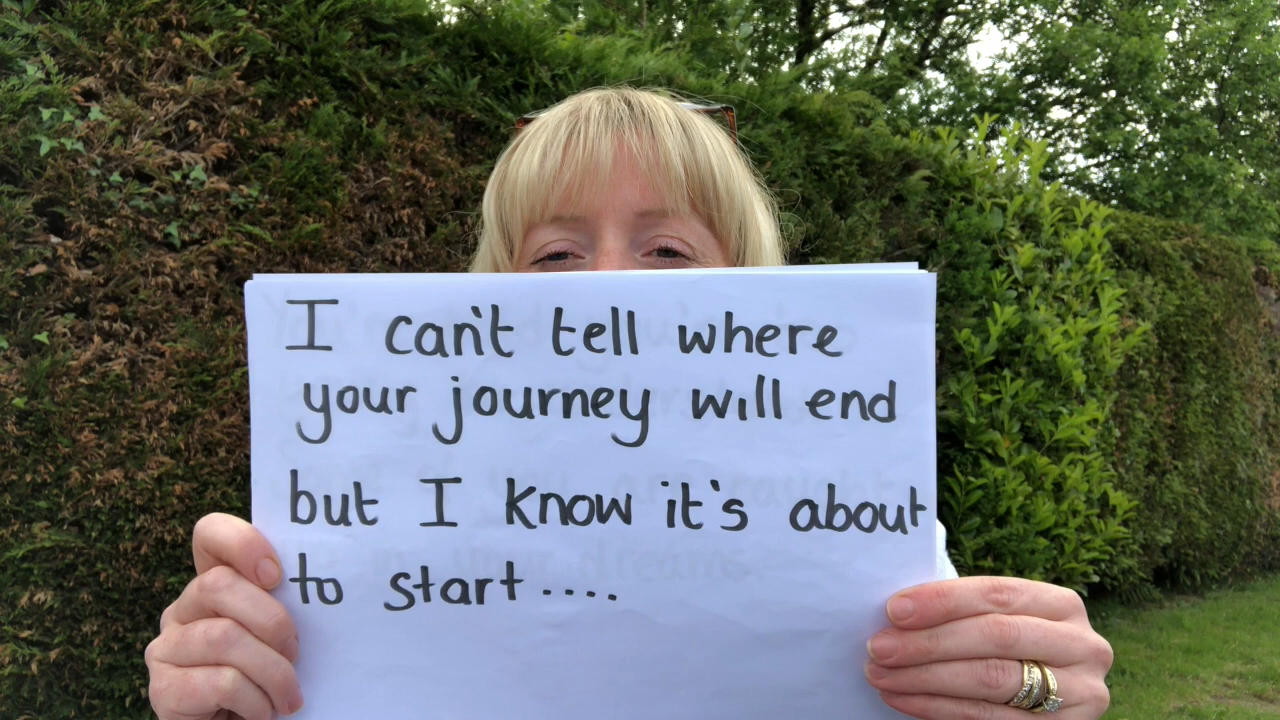 I can't tell where
your journey will end
but I know it's about
to start....